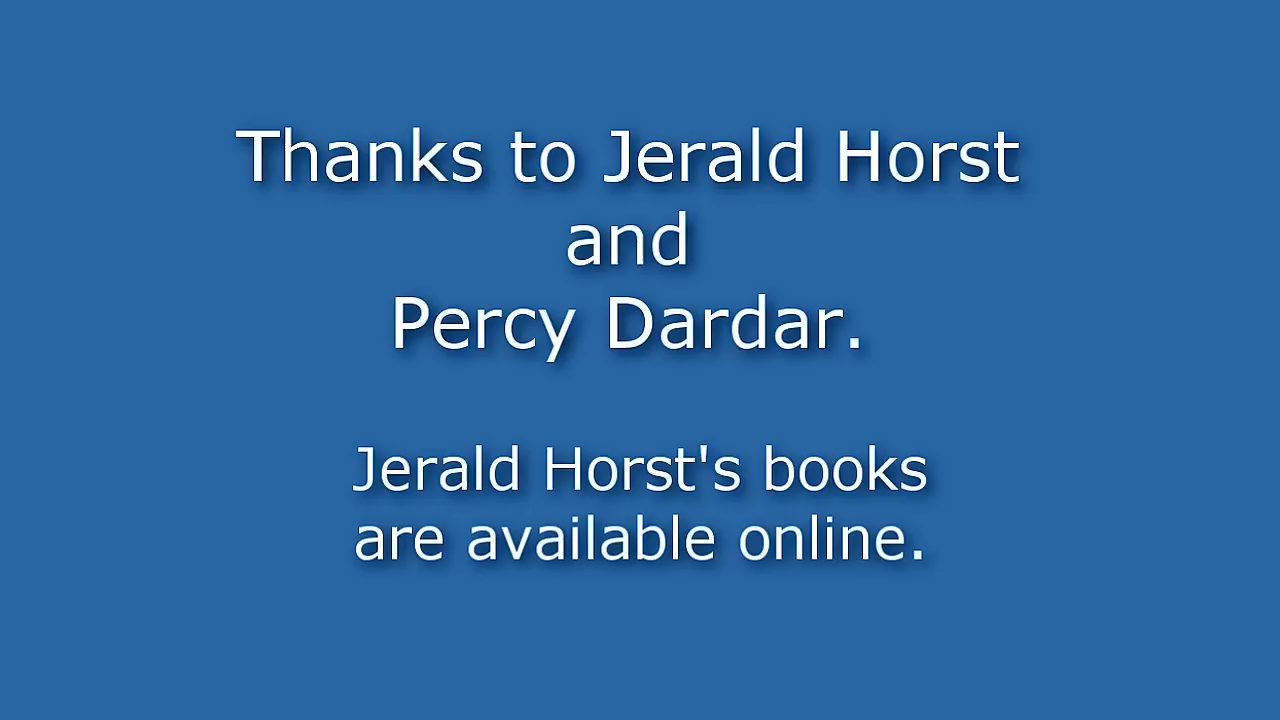 Thanks to Jerald Horst
and
Percy Dardar.
Jerald Horst's books
are available online.